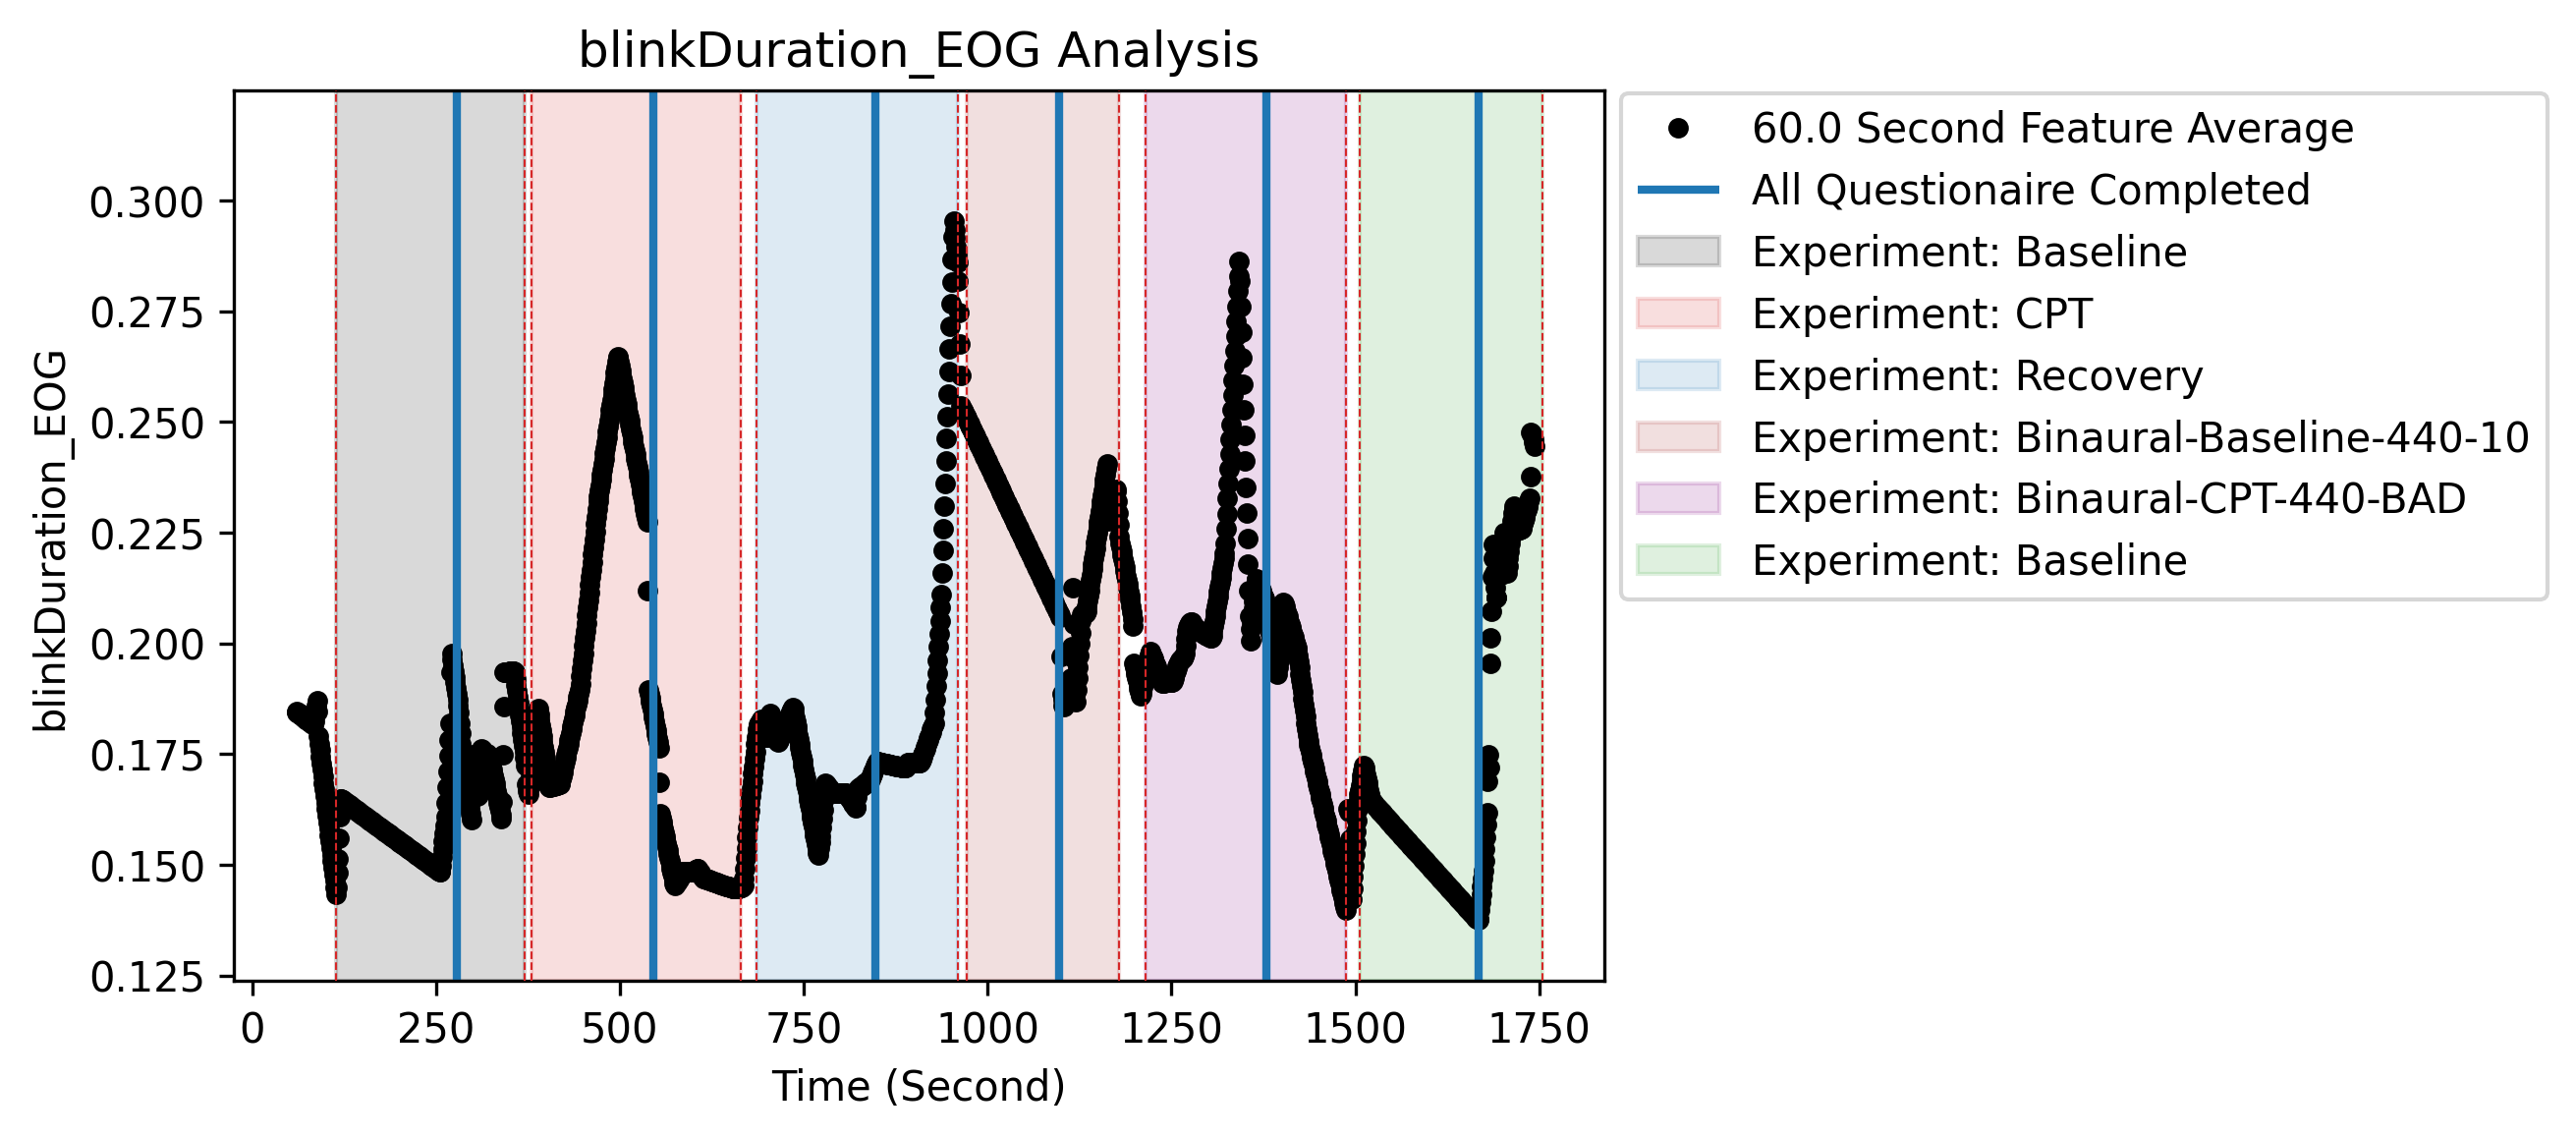 blinkDuration_EOG Analysis
blinkDuration_EOG
0.300
0.275
0.250
0.225
0.200
0.175
0.150
0.125
0 250 500 750 1000 1250 1500 1750
Time (Second)
60.0 Second Feature Average
All Questionaire Completed
Experiment: Baseline
Experiment: CPT
Experiment: Recovery
Experiment: Binaural-Baseline-440-10
Experiment: Binaural-CPT-440-BAD
Experiment: Baseline